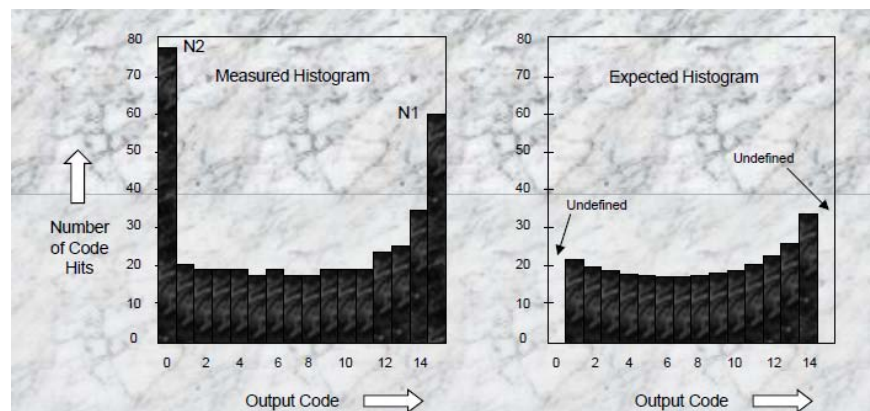 80
70
60
50
40
30
20
10
0
N2
Measured Histogram
N1
0 2 4 6 8 10 12 14
Number
of Code
Hits
Output Code
80
70
60
50
40
30
20
10
0
Expected Histogram
Undefined
Undefined
0 2 4 6 8 10 12 14
Output Code